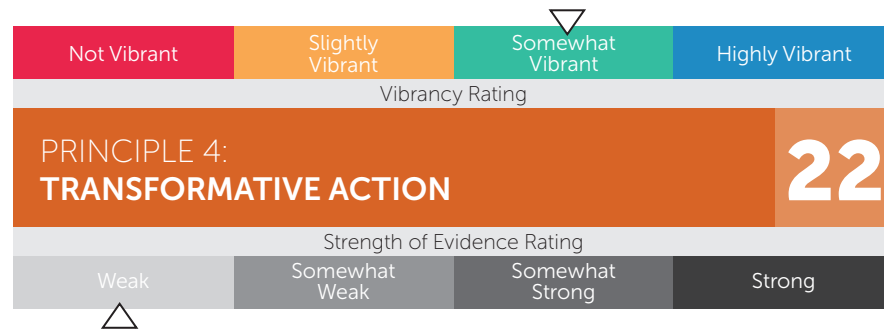 Not Vibrant
Slightly
Vibrant
Somewhat
Vibrant
Highly Vibrant
Vibrancy Rating
PRINCIPLE 4:
TRANSFORMATIVE ACTION
22
Strength of Evidence Rating
Weak
Somewhat
Weak
Somewhat
Strong
Strong